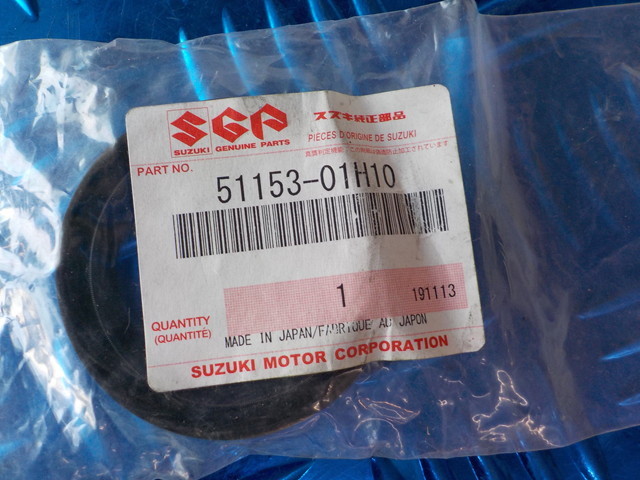 SGP
スズキ純正部品
SUZUKI GENUINE PARTS
PIECES D'ORIGINE DE SUZUKI
PART NO.
51153-01H10
1
191113
QUANTITY
(QUANTITÉ)
MADE IN JAPAN/FABRIQUE AU JAPON
SUZUKI MOTOR CORPORATION